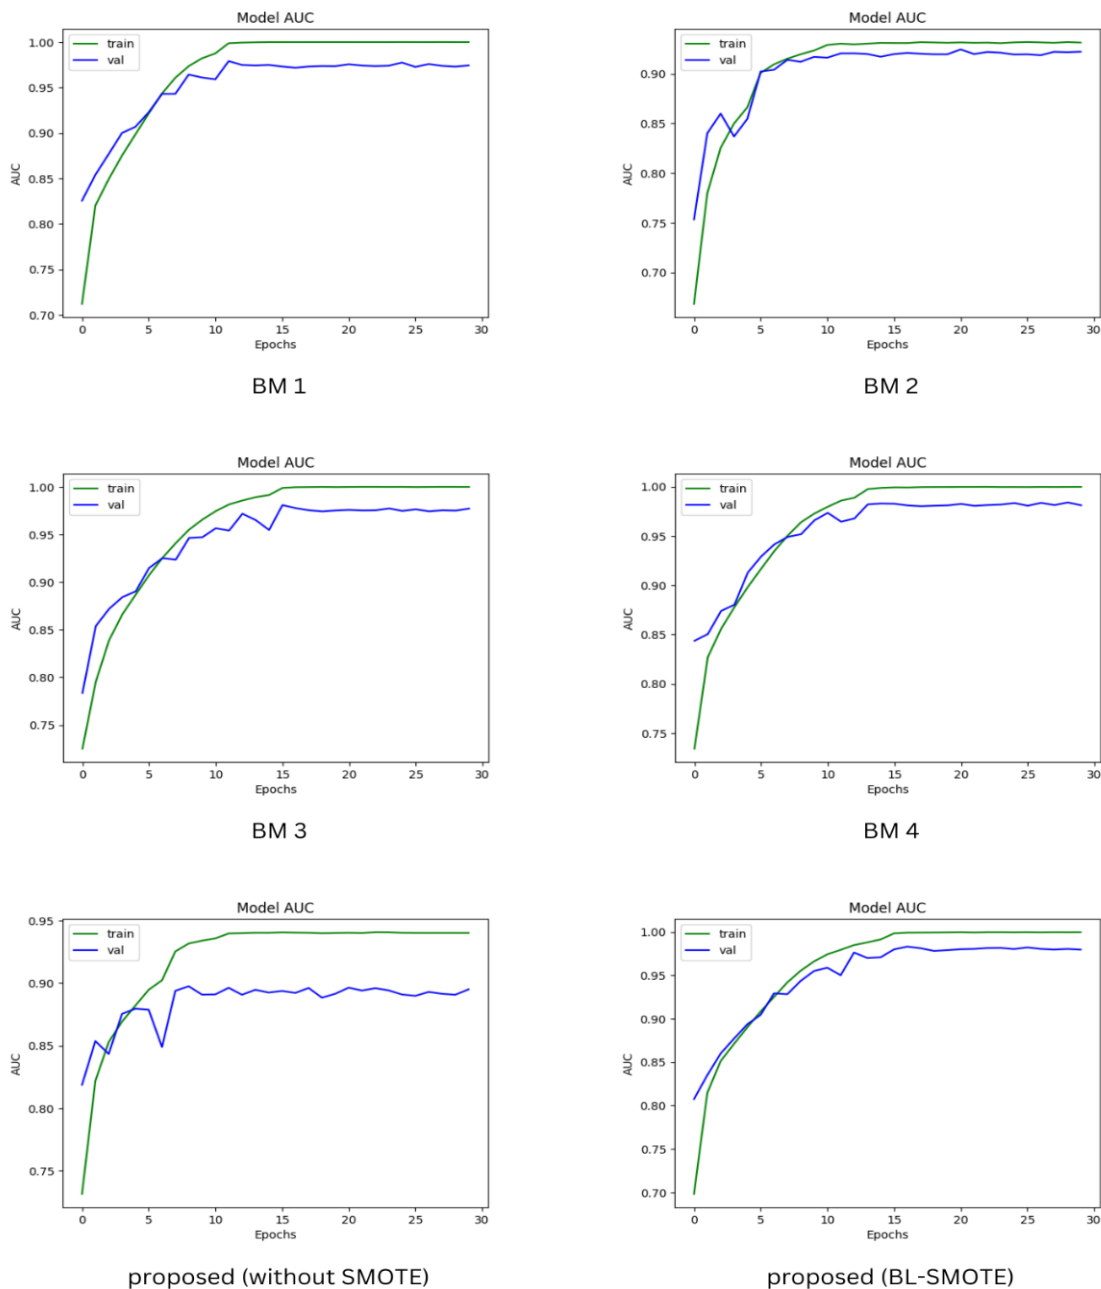 Model AUC
train
val
1.00
0.95
0.90
0.85
0.80
0.75
0.70
AUC
0 5 10 15 20 25 30
Epochs
BM 1
Model AUC
train
val
0.90
0.85
0.80
0.75
0.70
AUC
0 5 10 15 20 25 30
Epochs
BM 2
Model AUC
train
val
1.00
0.95
0.90
0.85
0.80
0.75
AUC
0 5 10 15 20 25 30
Epochs
BM 3
Model AUC
train
val
1.00
0.95
0.90
0.85
0.80
0.75
AUC
0 5 10 15 20 25 30
Epochs
BM 4
Model AUC
train
val
0.95
0.90
0.85
0.80
0.75
AUC
0 5 10 15 20 25 30
Epochs
proposed (without SMOTE)
Model AUC
train
val
1.00
0.95
0.90
0.85
0.80
0.75
0.70
AUC
0 5 10 15 20 25 30
Epochs
proposed (BL-SMOTE)